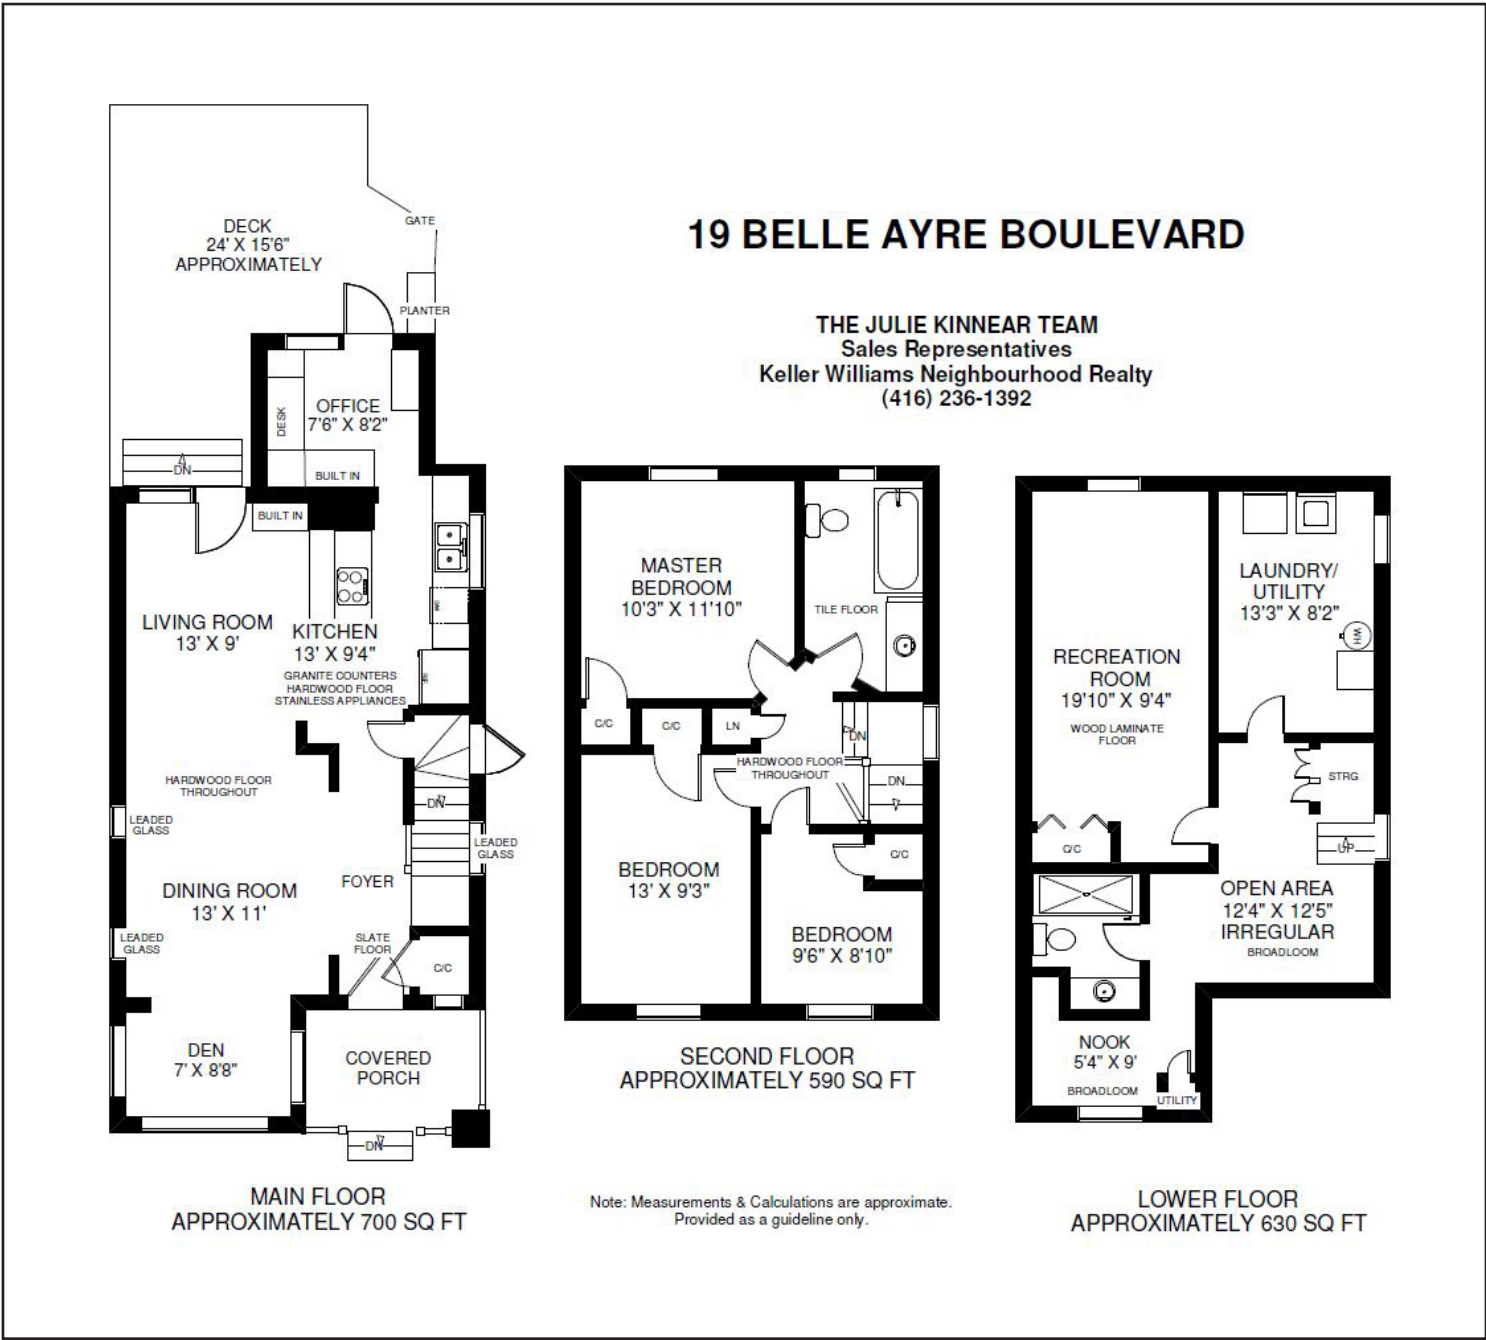 19 BELLE AYRE BOULEVARD
THE JULIE KINNEAR TEAM
Sales Representatives
Keller Williams Neighbourhood Realty
(416) 236-1392
DECK
24' X 15'6"
APPROXIMATELY
GATE
PLANTER
OFFICE
7'6" X 8'2"
DESK
BUILT IN
DN
BUILT IN
LIVING ROOM
13' X 9'
KITCHEN
13' X 9'4"
GRANITE COUNTERS
HARDWOOD FLOOR
STAINLESS APPLIANCES
HARDWOOD FLOOR
THROUGHOUT
DN
LEADED
GLASS
LEADED
GLASS
DINING ROOM
13' X 11'
FOYER
LEADED
GLASS
SLATE
FLOOR
C/C
DEN
7' X 8'8"
COVERED
PORCH
DN
MAIN FLOOR
APPROXIMATELY 700 SQ FT
MASTER
BEDROOM
10'3" X 11'10"
TILE FLOOR
C/C
C/C
LN
DN
HARDWOOD FLOOR
THROUGHOUT
DN
BEDROOM
13' X 9'3"
C/C
BEDROOM
9'6" X 8'10"
SECOND FLOOR
APPROXIMATELY 590 SQ FT
Note: Measurements & Calculations are approximate.
Provided as a guideline only.
LAUNDRY/
UTILITY
13'3" X 8'2"
WH
RECREATION
ROOM
19'10" X 9'4"
WOOD LAMINATE
FLOOR
STRG
C/C
UP
OPEN AREA
12'4" X 12'5"
IRREGULAR
BROADLOOM
NOOK
5'4" X 9'
BROADLOOM
UTILITY
LOWER FLOOR
APPROXIMATELY 630 SQ FT